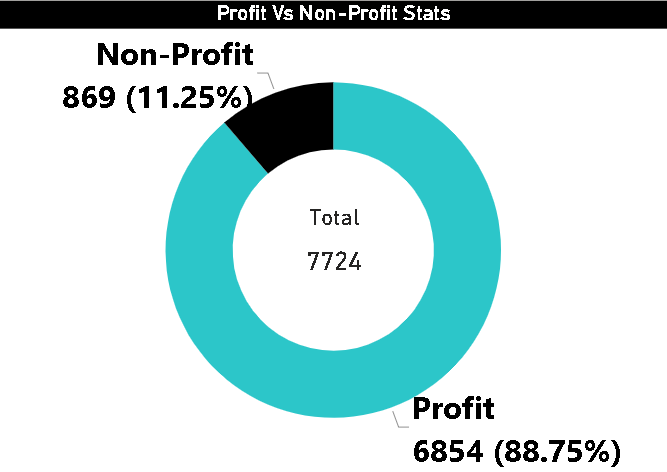 Profit Vs Non-Profit Stats
Non-Profit
869 (11.25%)
Total
7724
Profit
6854 (88.75%)